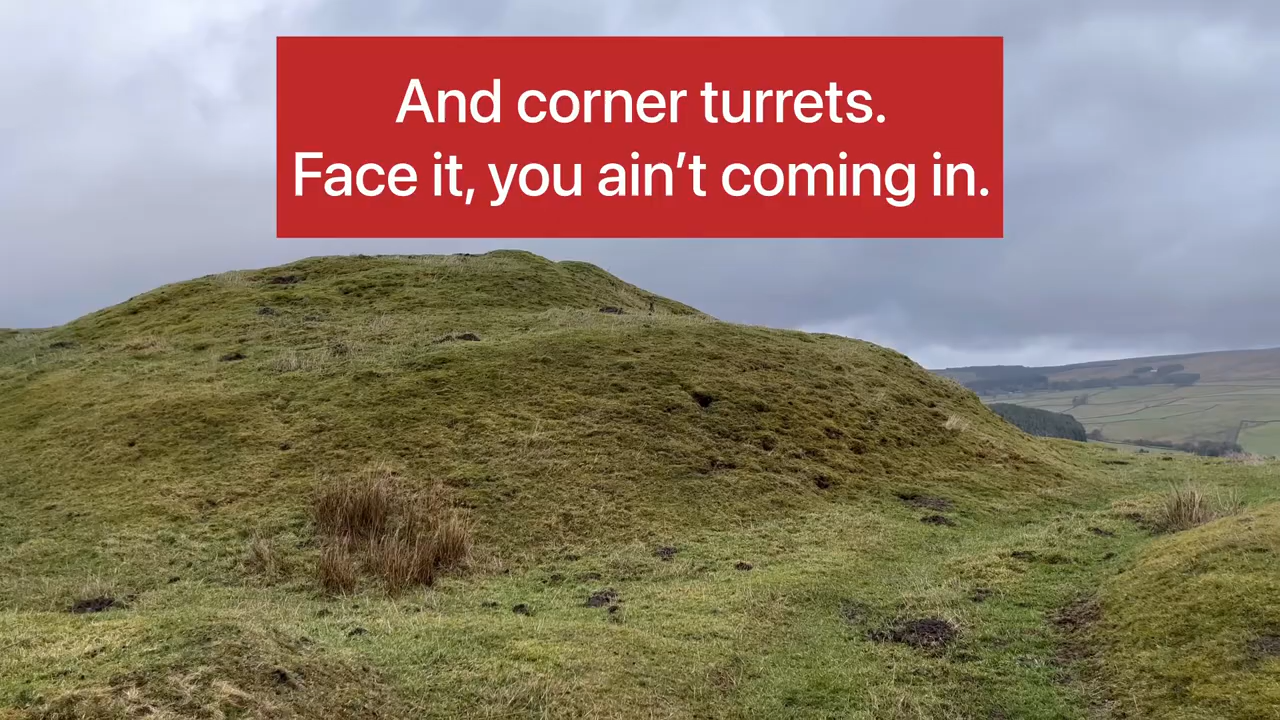 And corner turrets.
Face it, you ain’t coming in.